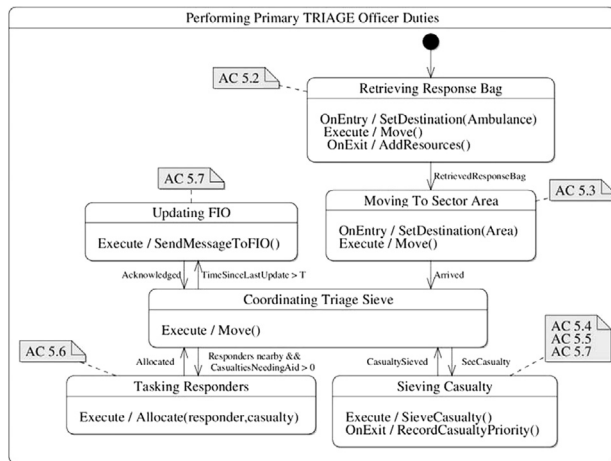 Performing Primary TRIAGE Officer Duties
AC 5.2
Retrieving Response Bag
OnEntry / SetDestination(Ambulance)
Execute / Move()
OnExit / AddResources()
RetrievedResponseBag
AC 5.7
AC 5.3
Updating FIO
Execute / SendMessageToFIO()
Moving To Sector Area
OnEntry / SetDestination(Area)
Execute / Move()
Acknowledged
TimeSinceLastUpdate > T
Arrived
Coordinating Triage Sieve
Execute / Move()
AC 5.4
AC 5.5
AC 5.7
AC 5.6
Allocated
Responders nearby &&
CasualtiesNeedingAid > 0
CasualtySieved
SeeCasualty
Tasking Responders
Execute / Allocate(responder,casualty)
Sieving Casualty
Execute / SieveCasualty()
OnExit / RecordCasualtyPriority()